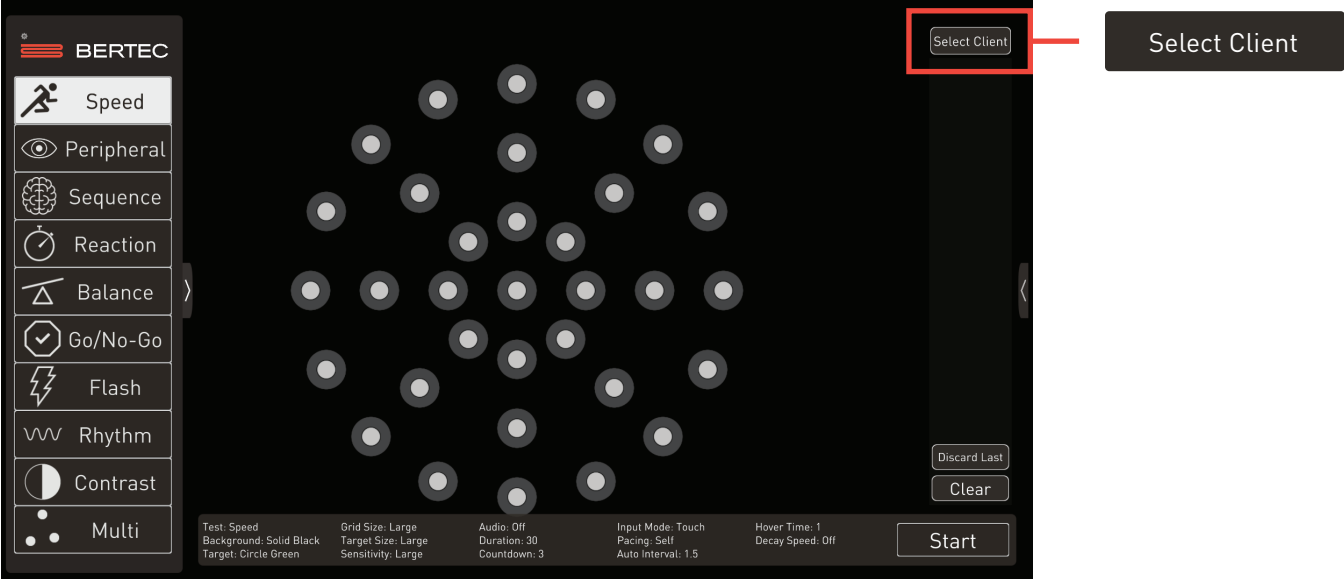 BERTEC
Speed
Peripheral
Sequence
Reaction
Balance
Go/No-Go
Flash
Rhythm
Contrast
Multi
Select Client
Select Client
Discard Last
Clear
Test: Speed
Background: Solid Black
Target: Circle Green
Grid Size: Large
Target Size: Large
Sensitivity: Large
Audio: Off
Duration: 30
Countdown: 3
Input Mode: Touch
Pacing: Self
Auto Interval: 1.5
Hover Time: 1
Decay Speed: Off
Start